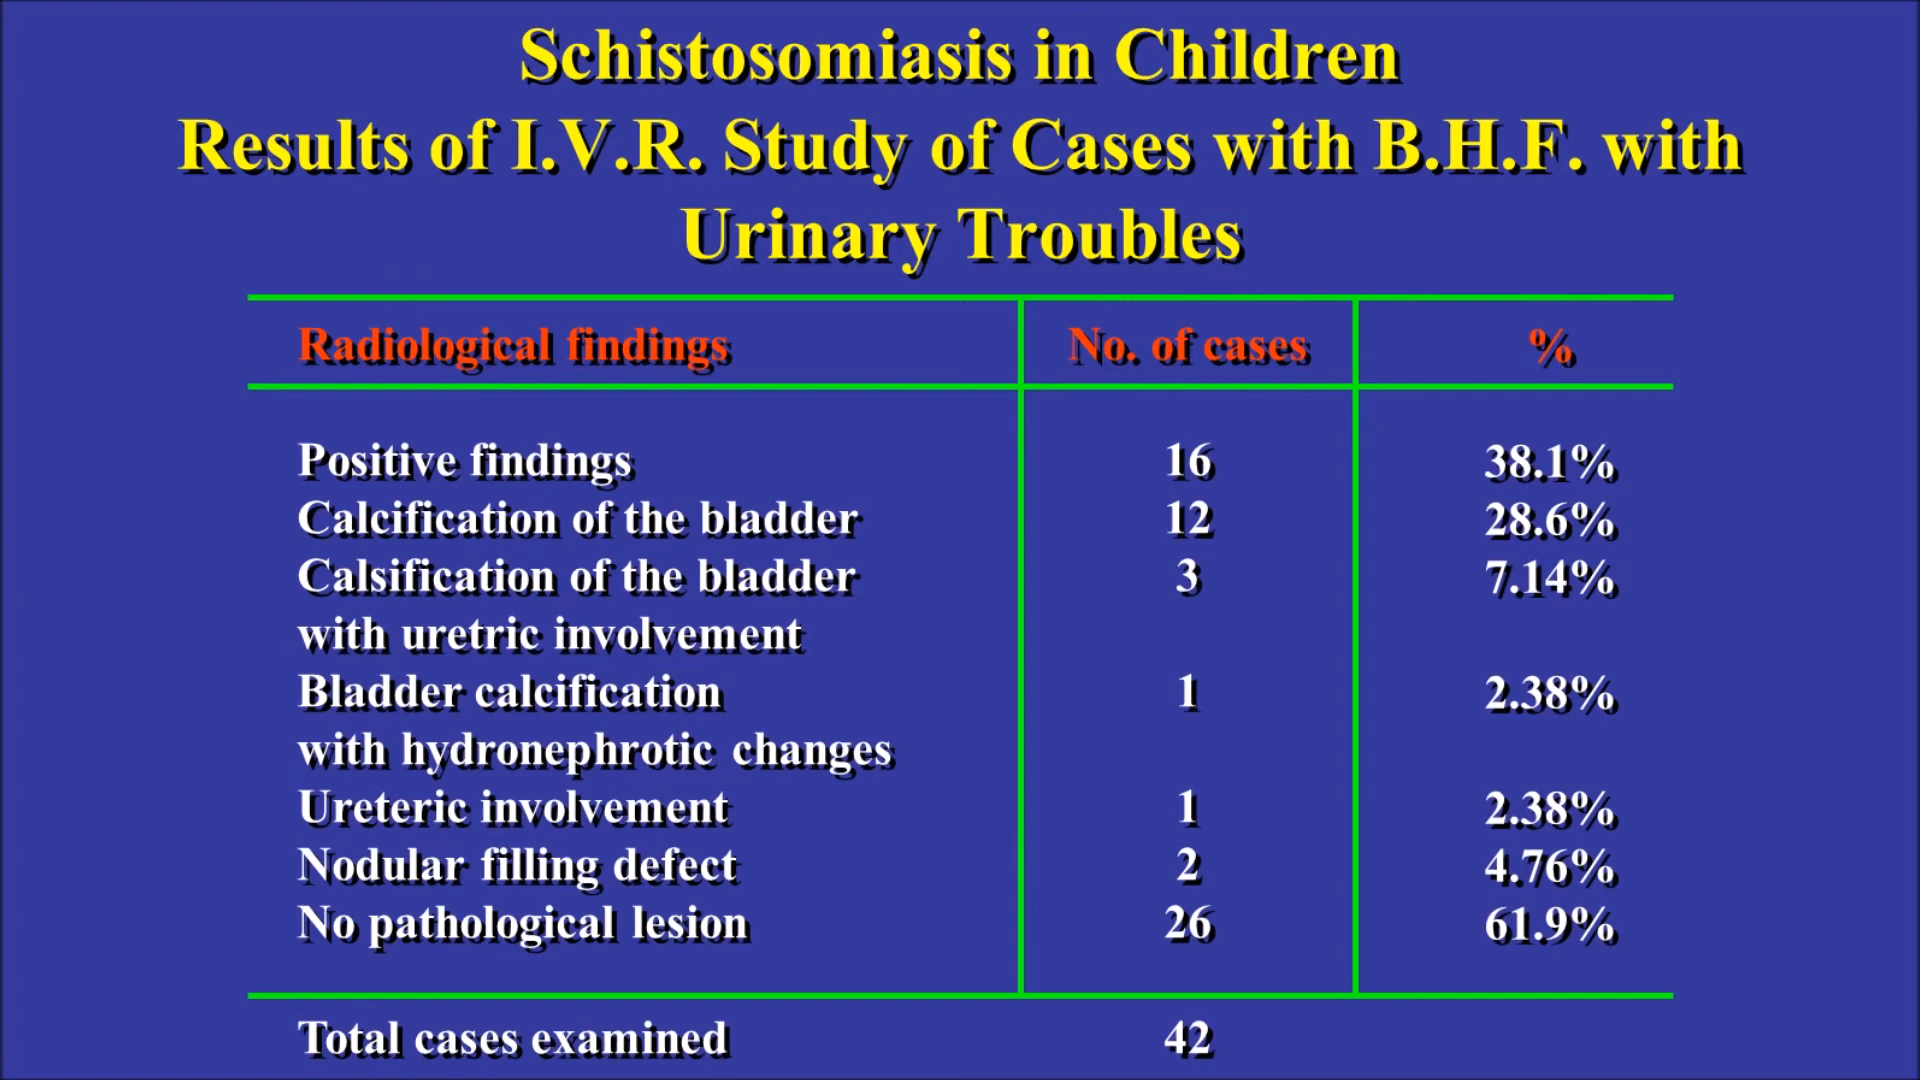 Schistosomiasis in Children
Results of I.V.R. Study of Cases with B.H.F. with
Urinary Troubles
Radiological findings No. of cases %
Positive findings 16 38.1%
Calcification of the bladder 12 28.6%
Calsification of the bladder 3 7.14%
with uretric involvement
Bladder calcification 1 2.38%
with hydronephrotic changes
Ureteric involvement 1 2.38%
Nodular filling defect 2 4.76%
No pathological lesion 26 61.9%
Total cases examined 42